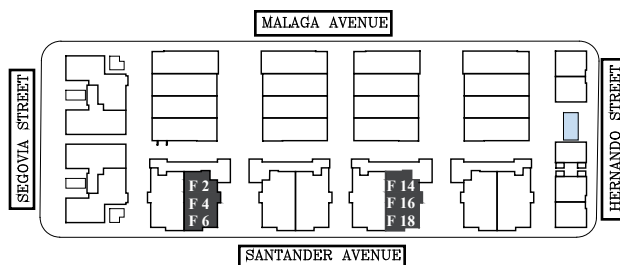 MALAGA AVENUE
SEGOVIA STREET
HERNANDO STREET
F 2
F 4
F 6
F 14
F 16
F 18
SANTANDER AVENUE